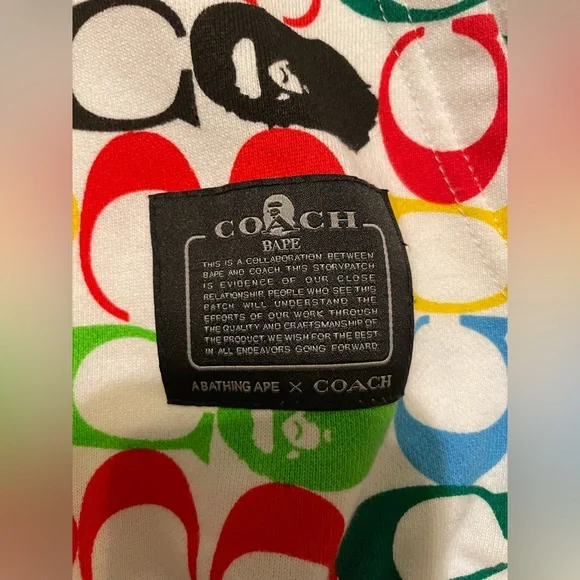 COACH
BAPE
THIS IS A COLLABORATION BETWEEN
BAPE AND COACH. THIS STORYPATCH
IS EVIDENCE OF OUR CLOSE
RELATIONSHIP. PEOPLE WHO SEE THIS
PATCH WILL UNDERSTAND THE
EFFORTS OF OUR WORK THROUGH
THE QUALITY AND CRAFTSMANSHIP OF
THE PRODUCT. WE WISH FOR THE BEST
IN ALL ENDEAVORS GOING FORWARD.
A BATHING APE × COACH